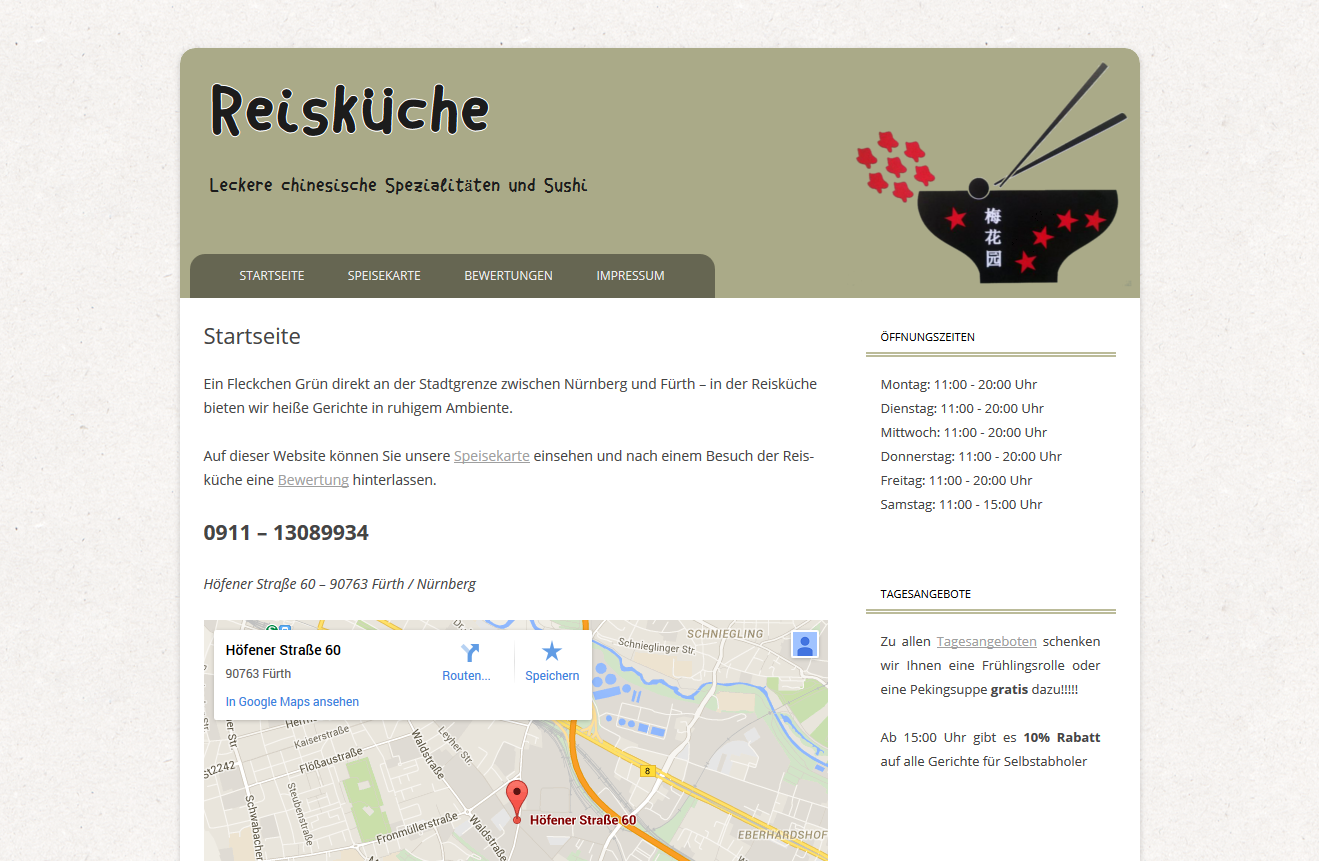 Reisküche
Leckere chinesische Spezialitäten und Sushi
梅
花
园
STARTSEITE SPEISEKARTE BEWERTUNGEN IMPRESSUM
Startseite
Ein Fleckchen Grün direkt an der Stadtgrenze zwischen Nürnberg und Fürth – in der Reisküche
bieten wir heiße Gerichte in ruhigem Ambiente.
Auf dieser Website können Sie unsere Speisekarte einsehen und nach einem Besuch der Reis-
küche eine Bewertung hinterlassen.
0911 – 13089934
Höfener Straße 60 – 90763 Fürth / Nürnberg
Höfener Straße 60
90763 Fürth
In Google Maps ansehen
Routen...
Speichern
SCHNIEGLING
Schnieglinger Str.
Kaiserstraße
Flößaustraße
St2242
Steubenstraße
Schwabacher
Fronmüllerstraße
Waldstraße
Leyher Str.
Waldstraße
8
Höfener Straße 60
EBERHARDSHOF
ÖFFNUNGSZEITEN
Montag: 11:00 - 20:00 Uhr
Dienstag: 11:00 - 20:00 Uhr
Mittwoch: 11:00 - 20:00 Uhr
Donnerstag: 11:00 - 20:00 Uhr
Freitag: 11:00 - 20:00 Uhr
Samstag: 11:00 - 15:00 Uhr
TAGESANGEBOTE
Zu allen Tagesangeboten schenken
wir Ihnen eine Frühlingsrolle oder
eine Pekingsuppe gratis dazu!!!!!
Ab 15:00 Uhr gibt es 10% Rabatt
auf alle Gerichte für Selbstabholer